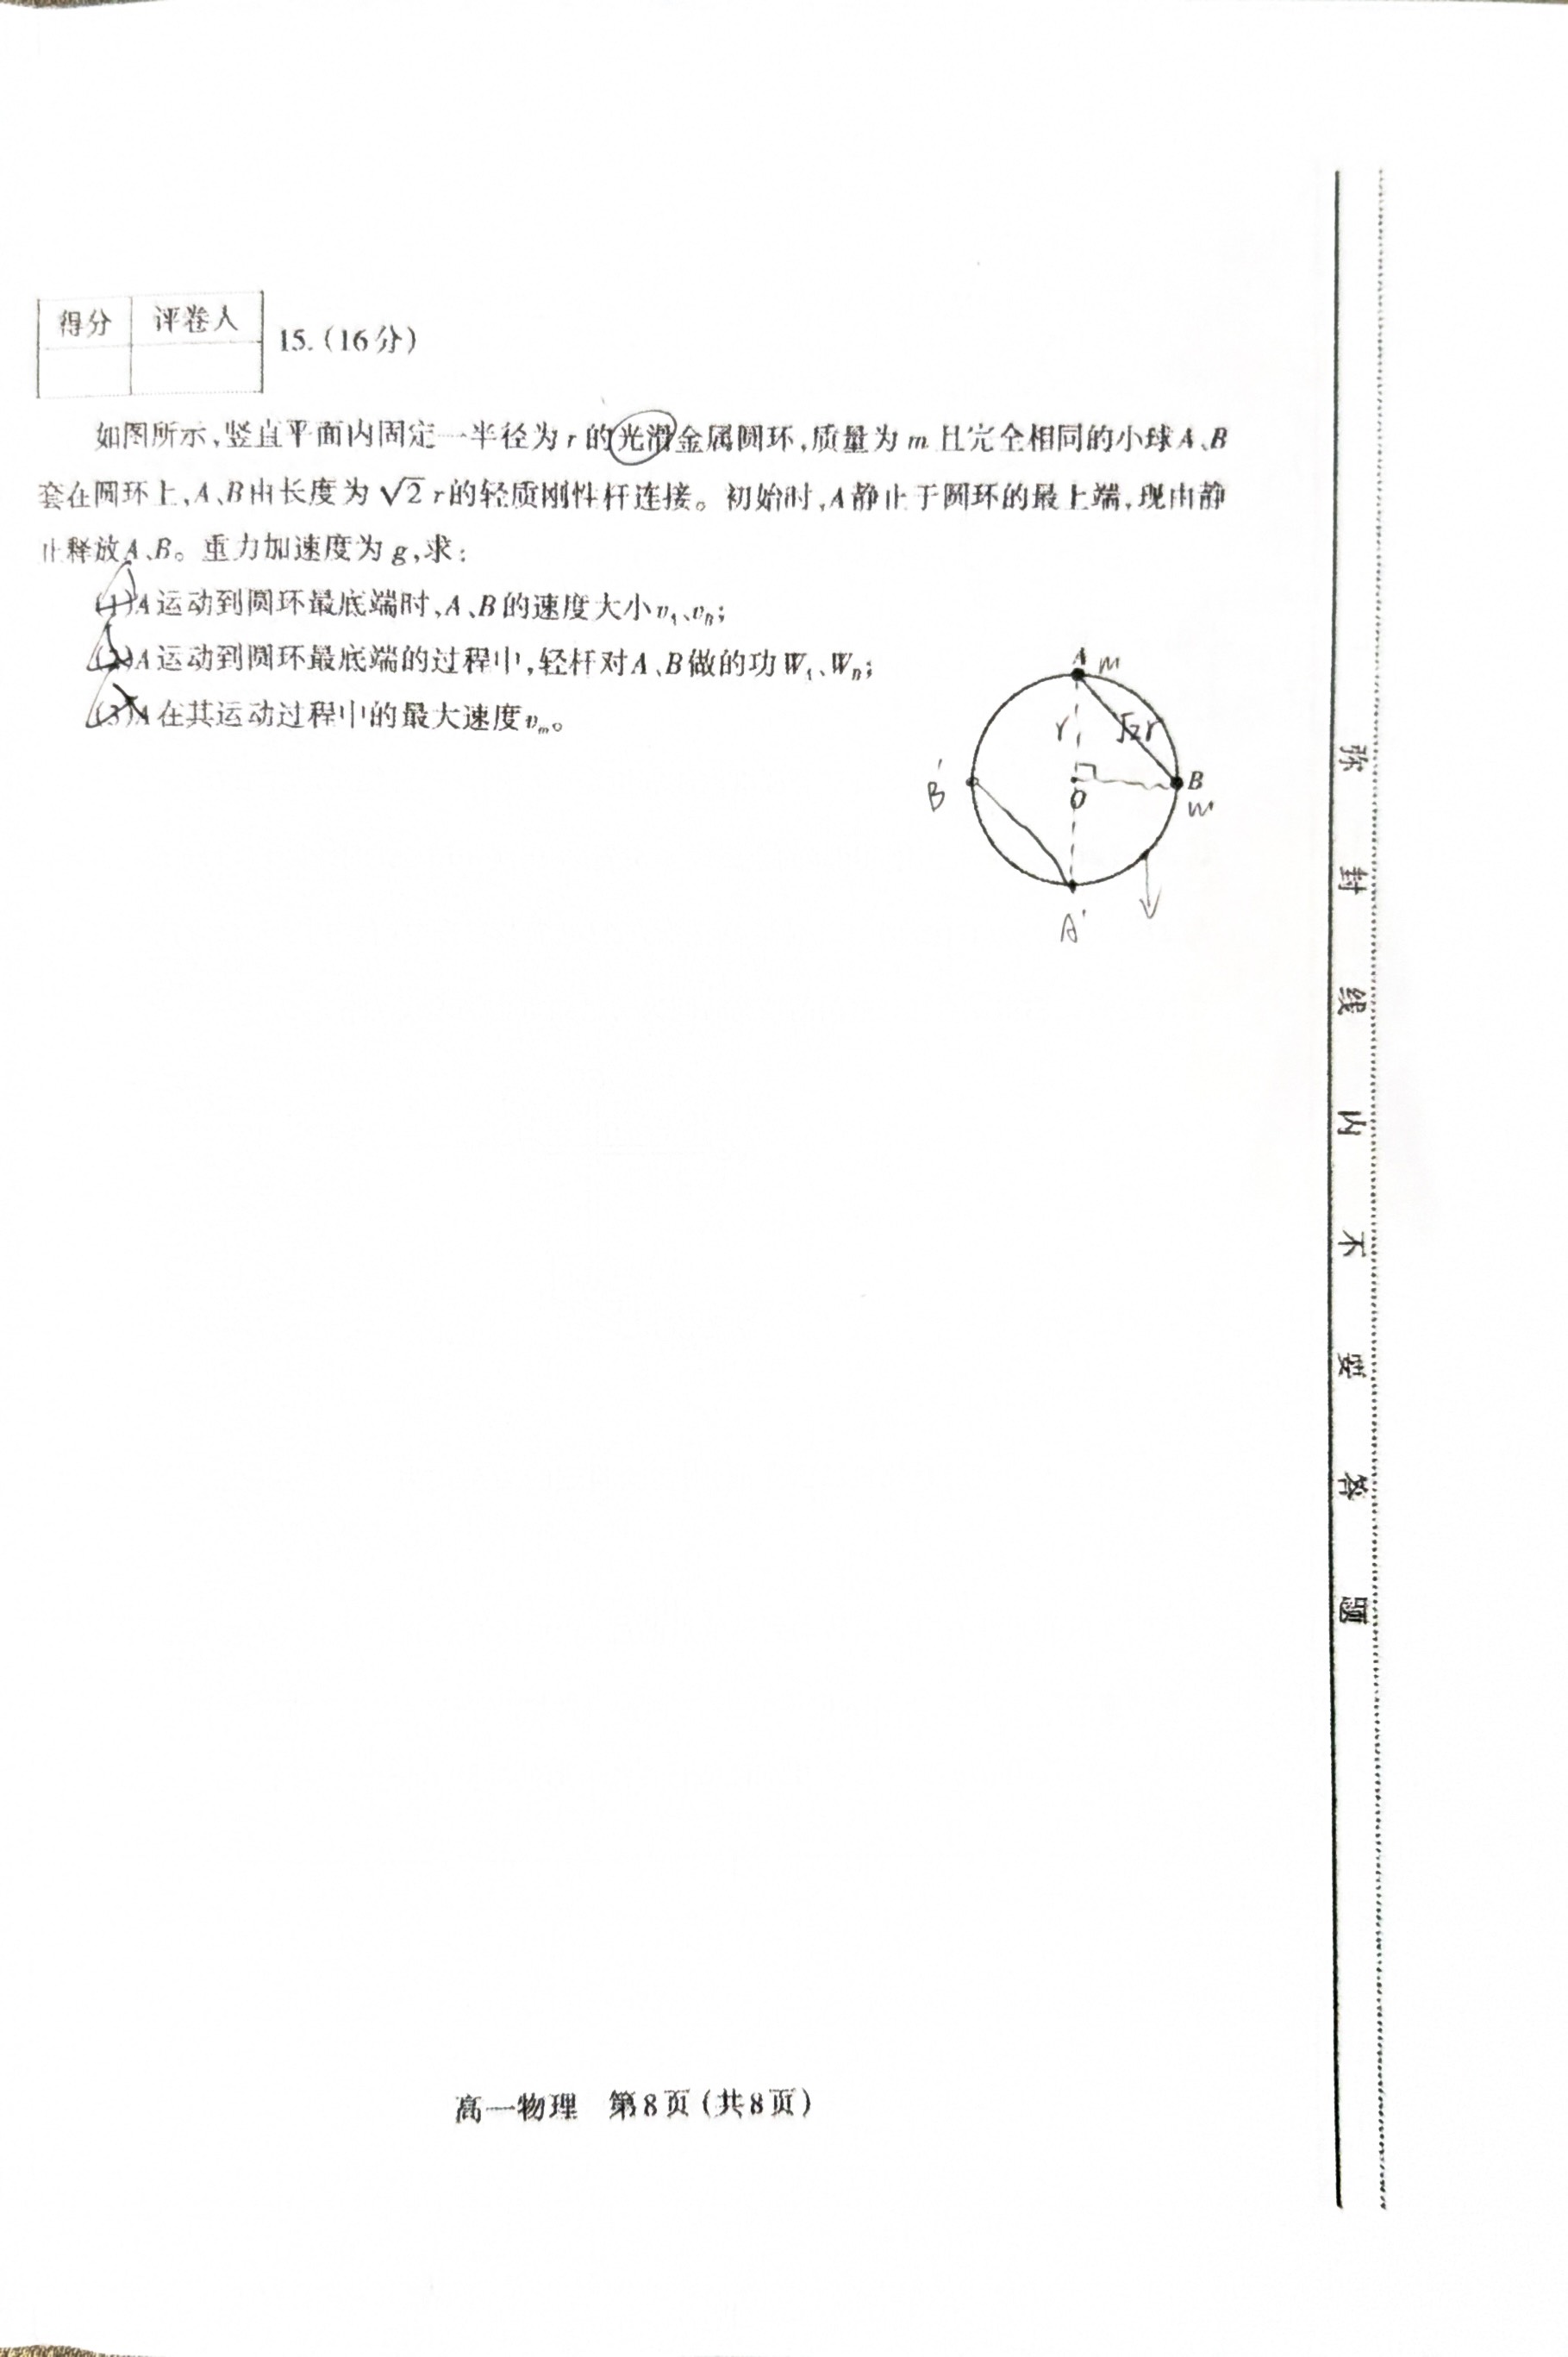 得分 评卷人
15.(16分)
如图所示,竖直平面内固定一半径为r的光滑金属圆环,质量为m且完全相同的小球A、B
套在圆环上,A、B由长度为√2 r的轻质刚性杆连接。初始时,A静止于圆环的最上端,现由静
止释放A、B。重力加速度为g,求:
(1)A运动到圆环最底端时,A、B的速度大小v₁、vB;
(2)A运动到圆环最底端的过程中,轻杆对A、B做的功W₁、WB;
(3)A在其运动过程中的最大速度vm。
A m
r √2r
B′ O B
m
A′
弥封线内不要答题
高一物理 第8页(共8页)